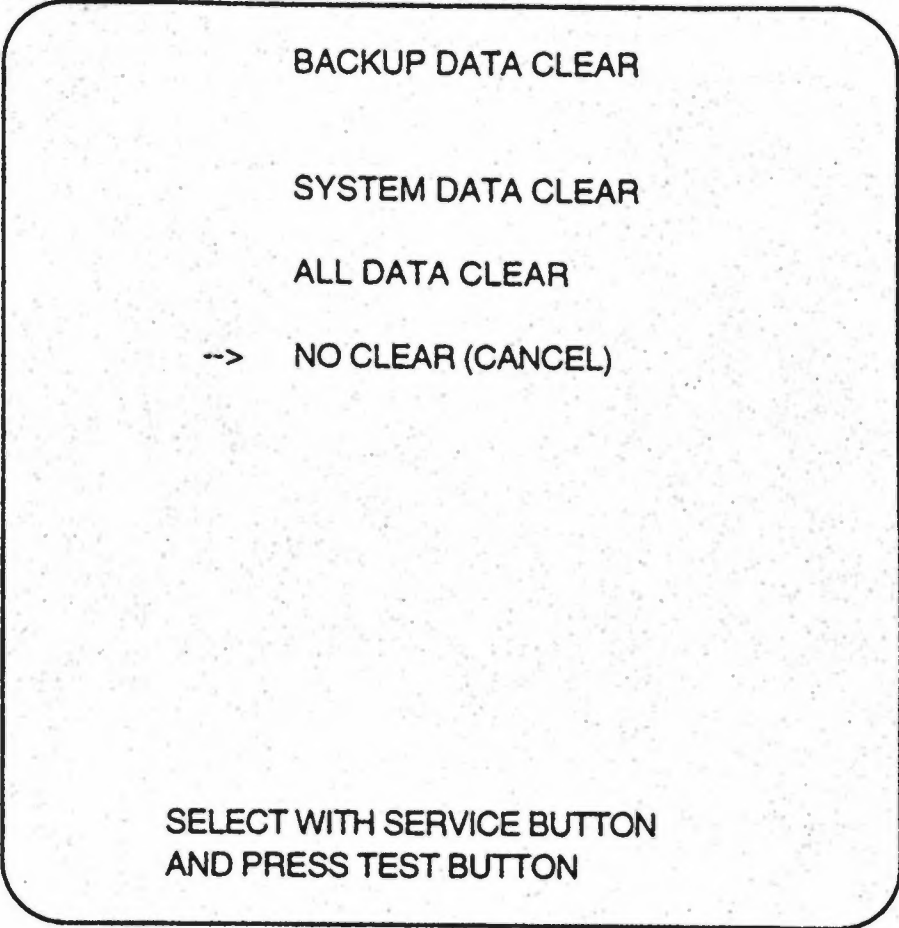 BACKUP DATA CLEAR
SYSTEM DATA CLEAR
ALL DATA CLEAR
--> NO CLEAR (CANCEL)
SELECT WITH SERVICE BUTTON
AND PRESS TEST BUTTON